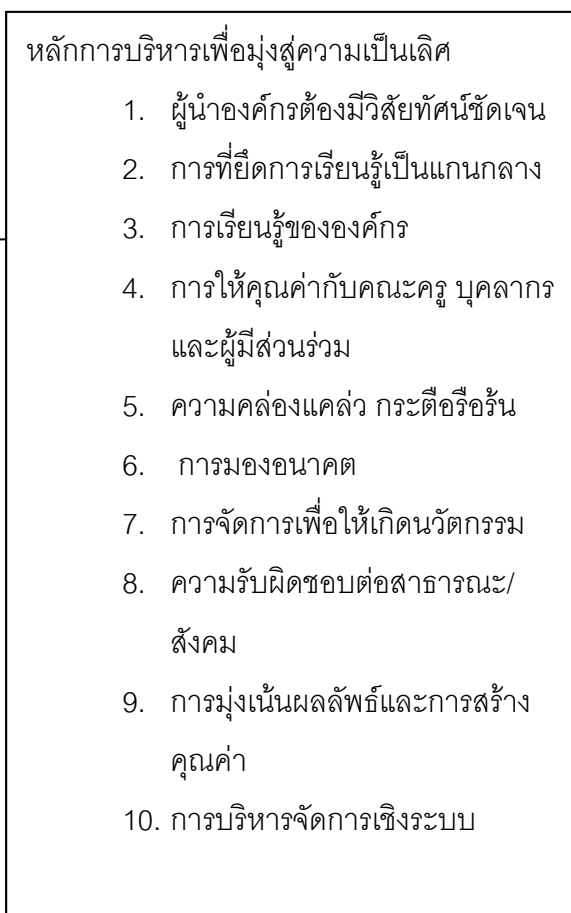 หลักการบริหารเพื่อมุ่งสู่ความเป็นเลิศ
1. ผู้นำองค์กรต้องมีวิสัยทัศน์ชัดเจน
2. การที่ยึดการเรียนรู้เป็นแกนกลาง
3. การเรียนรู้ขององค์กร
4. การให้คุณค่ากับคณะครู บุคลากร
และผู้มีส่วนร่วม
5. ความคล่องแคล่ว กระตือรือร้น
6. การมองอนาคต
7. การจัดการเพื่อให้เกิดนวัตกรรม
8. ความรับผิดชอบต่อสาธารณะ/
สังคม
9. การมุ่งเน้นผลลัพธ์และการสร้าง
คุณค่า
10. การบริหารจัดการเชิงระบบ